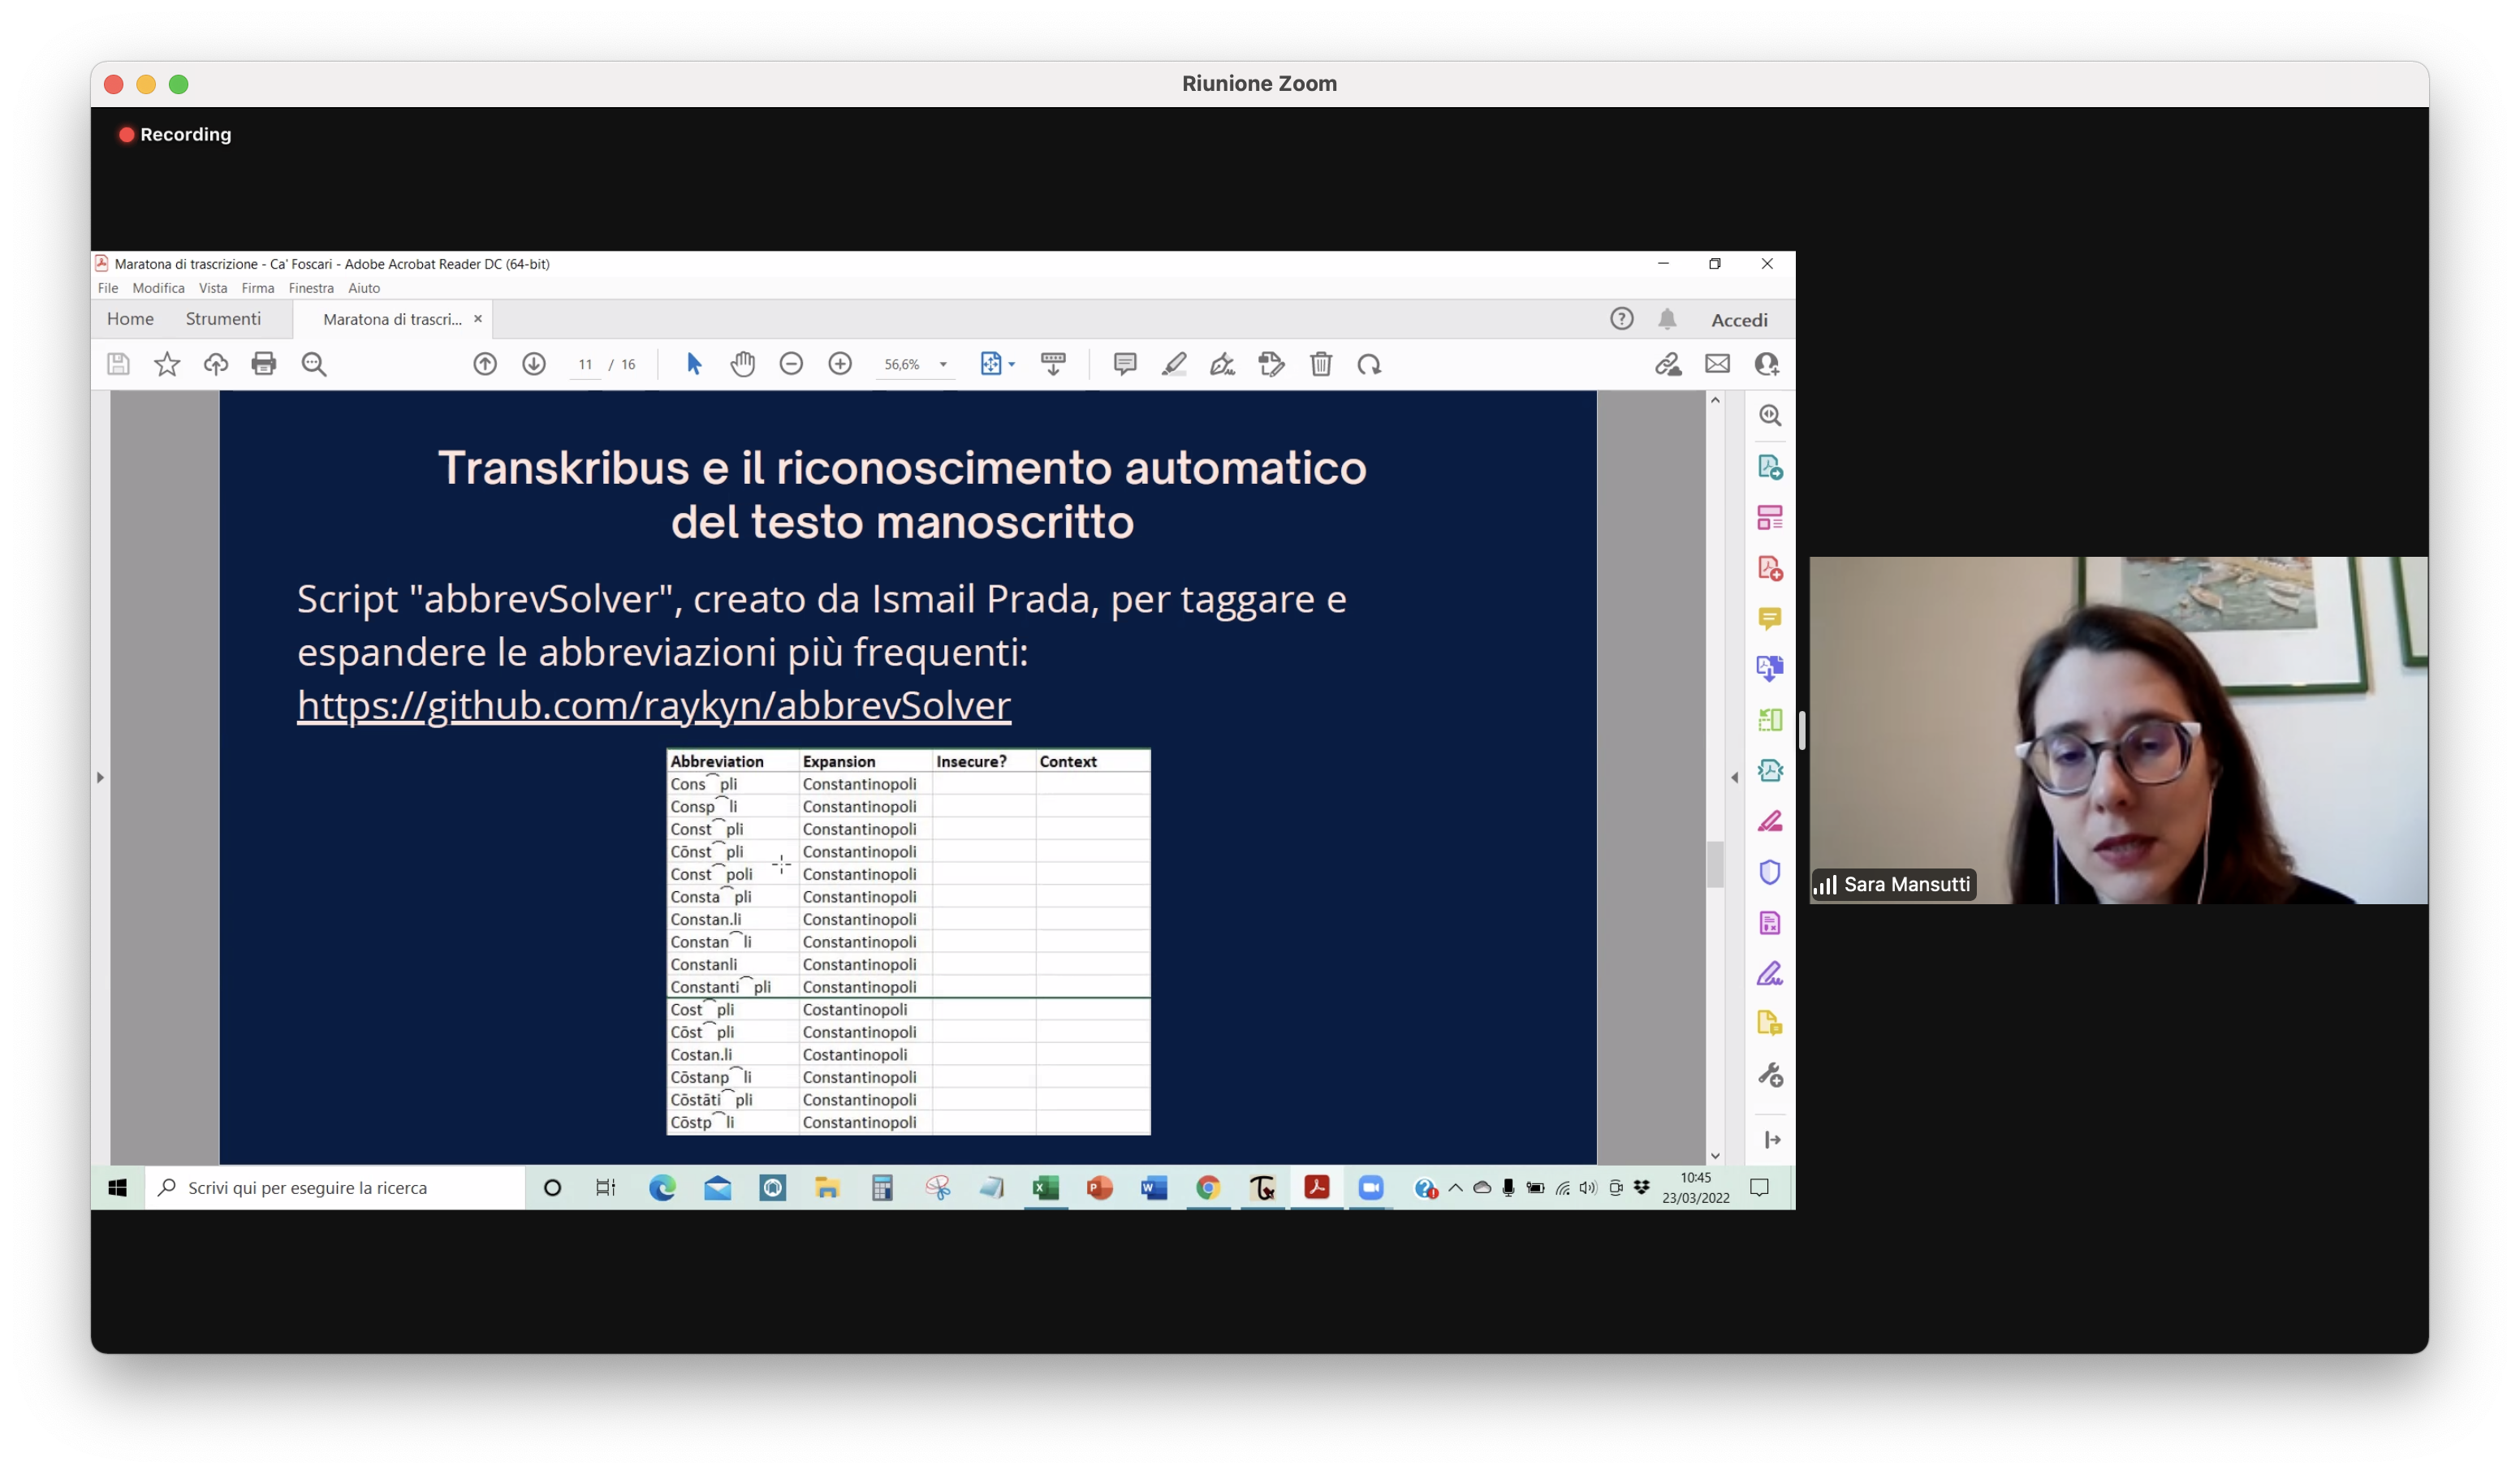 Riunione Zoom
Recording
Maratona di trascrizione - Ca' Foscari - Adobe Acrobat Reader DC (64-bit)
File Modifica Vista Firma Finestra Aiuto
Home Strumenti Maratona di trascri... × Accedi
11 / 16 56,6%
Transkribus e il riconoscimento automatico
del testo manoscritto
Script "abbrevSolver", creato da Ismail Prada, per taggare e
espandere le abbreviazioni più frequenti:
https://github.com/raykyn/abbrevSolver
Abbreviation Expansion Insecure? Context
Cons⁀pli Constantinopoli
Consp⁀li Constantinopoli
Const⁀pli Constantinopoli
Cōnst⁀pli Constantinopoli
Const⁀poli Constantinopoli
Consta⁀pli Constantinopoli
Constan.li Constantinopoli
Constan⁀li Constantinopoli
Constanli Constantinopoli
Constanti⁀pli Constantinopoli
Cost⁀pli Costantinopoli
Cōst⁀pli Constantinopoli
Costan.li Costantinopoli
Cōstanp⁀li Constantinopoli
Cōstāti⁀pli Constantinopoli
Cōstp⁀li Constantinopoli
Sara Mansutti
Scrivi qui per eseguire la ricerca
10:45
23/03/2022